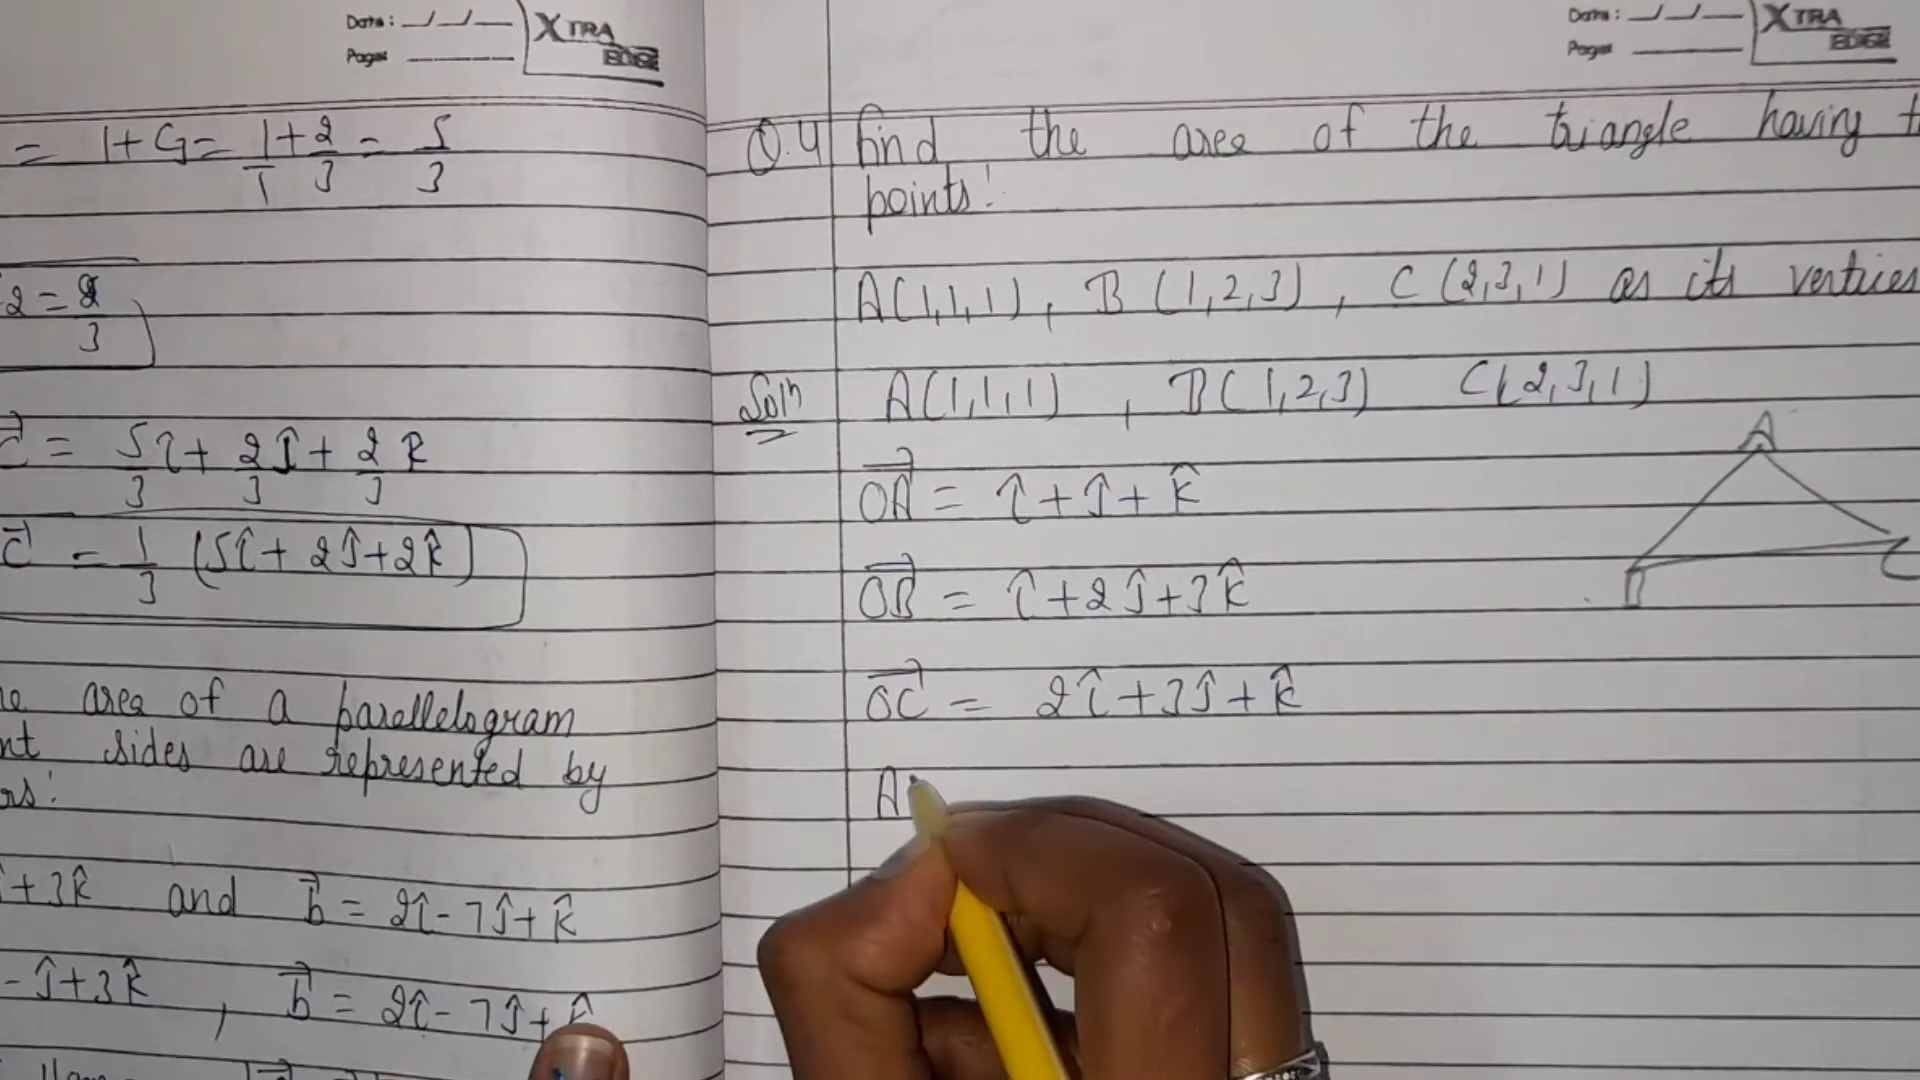 Date: _/_/_
Page:
XTRA EDGE
= 1+G = 1/1+2/3 = 5/3
2 = 2/3
c⃗ = 5/3 î + 2/3 ĵ + 2/3 k̂
c⃗ = 1/3 (5î + 2ĵ + 2k̂)
area of a parellelogram
sides are represented by
+3k̂ and b⃗ = 2î - 7ĵ + k̂
- ĵ + 3k̂ , b⃗ = 2î - 7ĵ +
Date: _/_/_
Page
XTRA EDGE
Q.4 find the area of the triangle having
points:
A(1,1,1), B (1,2,3), C (2,3,1) as its vertices
Soln A(1,1,1) , B(1,2,3) C(2,3,1)
A
OA⃗ = î + ĵ + k̂
B C
OB⃗ = î + 2ĵ + 3k̂
OC⃗ = 2î + 3ĵ + k̂
A